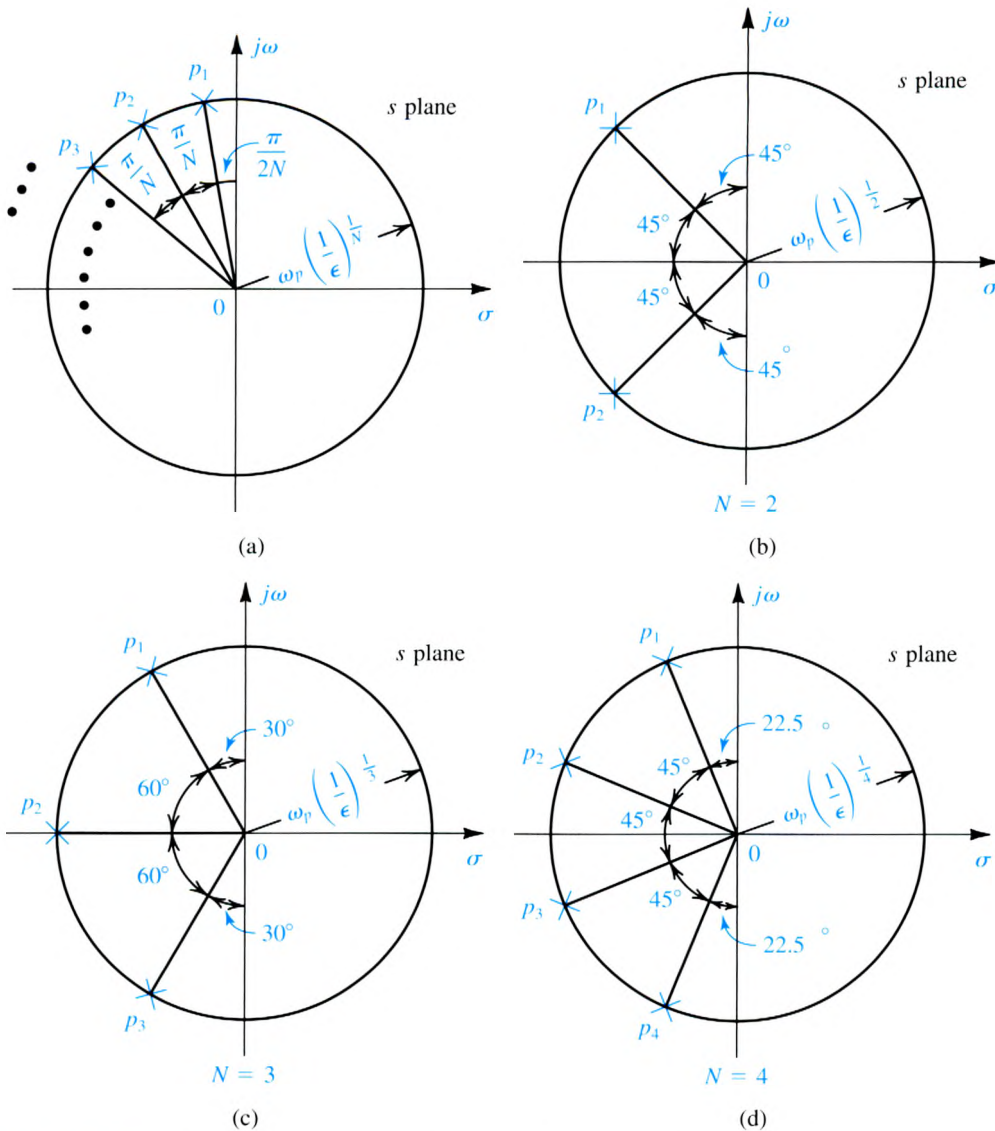 jω
p₁
p₂
p₃
s plane
π/N
π/N
π/2N
ωₚ(1/ϵ)^1/N
0
σ
(a)
jω
p₁
s plane
45°
45°
ωₚ(1/ϵ)^1/2
45°
0
σ
45°
p₂
N = 2
(b)
jω
p₁
s plane
30°
60°
ωₚ(1/ϵ)^1/3
p₂
0
σ
60°
30°
p₃
N = 3
(c)
jω
p₁
s plane
22.5 °
p₂
45°
ωₚ(1/ϵ)^1/4
45°
0
σ
45°
p₃
22.5 °
p₄
N = 4
(d)